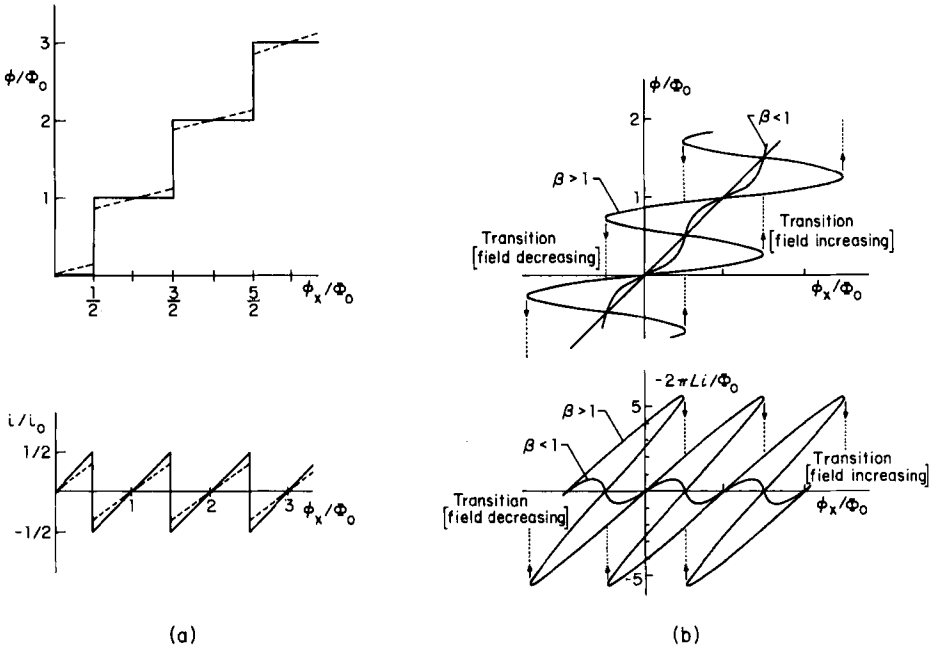 3
ϕ/Φ₀
2
1
1/2
3/2
5/2
ϕₓ/Φ₀
i/i₀
1/2
-1/2
1
2
3
ϕₓ/Φ₀
(a)
ϕ/Φ₀
2
β<1
β>1
1
Transition
[field decreasing]
Transition
[field increasing]
ϕₓ/Φ₀
-2πLi/Φ₀
5
β>1
β<1
Transition
[field increasing]
Transitian
[field decreasing]
ϕₓ/Φ₀
-5
(b)